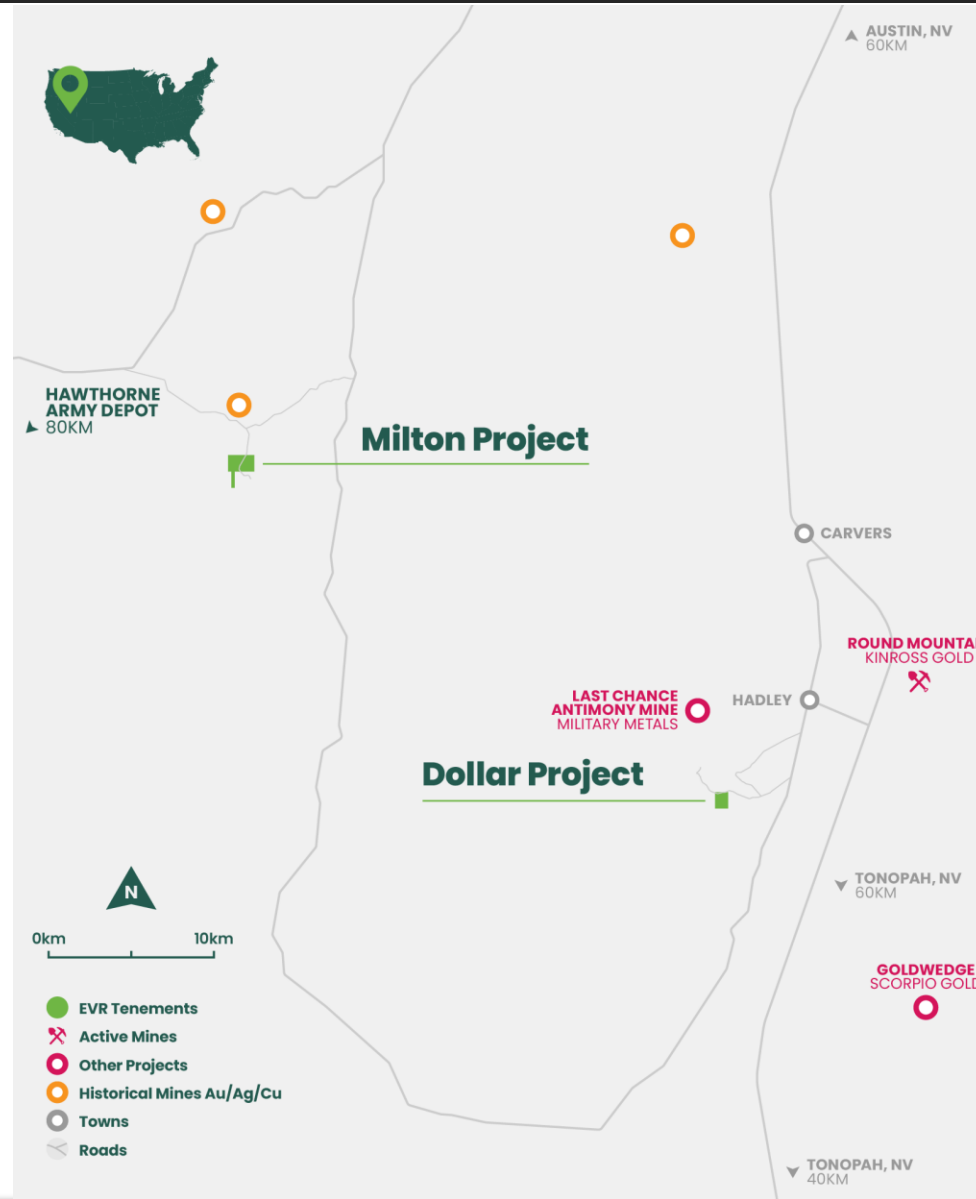 AUSTIN, NV
60KM
HAWTHORNE
ARMY DEPOT
80KM
Milton Project
CARVERS
ROUND MOUNTA
KINROSS GOLD
LAST CHANCE
ANTIMONY MINE
MILITARY METALS
HADLEY
Dollar Project
TONOPAH, NV
60KM
N
0km 10km
GOLDWEDGE
SCORPIO GOLD
EVR Tenements
Active Mines
Other Projects
Historical Mines Au/Ag/Cu
Towns
Roads
TONOPAH, NV
40KM